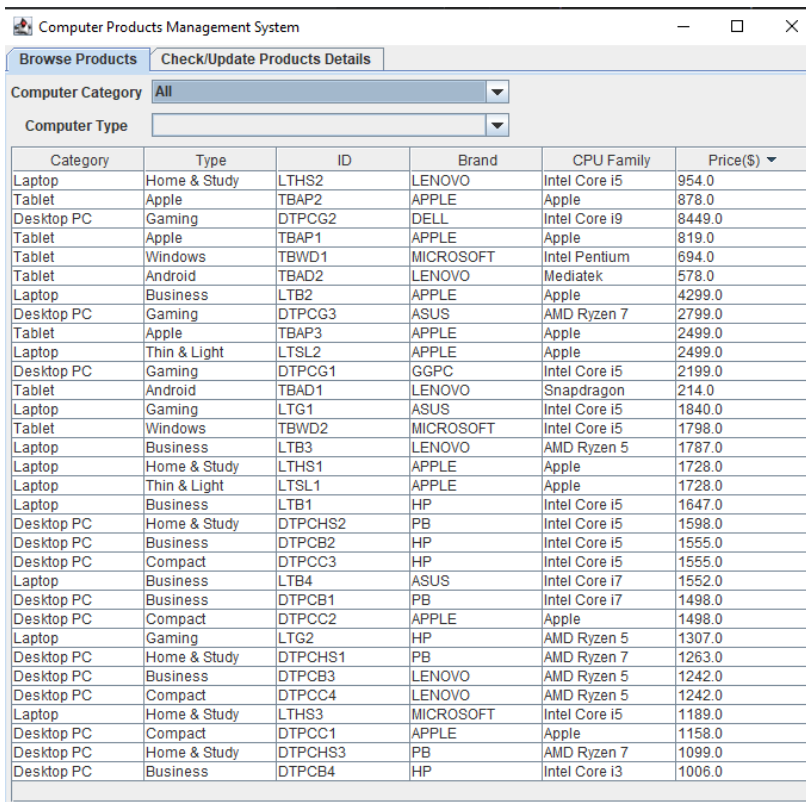 Computer Products Management System
Browse Products Check/Update Products Details
Computer Category All
Computer Type
Category Type ID Brand CPU Family Price($)
Laptop Home & Study LTHS2 LENOVO Intel Core i5 954.0
Tablet Apple TBAP2 APPLE Apple 878.0
Desktop PC Gaming DTPCG2 DELL Intel Core i9 8449.0
Tablet Apple TBAP1 APPLE Apple 819.0
Tablet Windows TBWD1 MICROSOFT Intel Pentium 694.0
Tablet Android TBAD2 LENOVO Mediatek 578.0
Laptop Business LTB2 APPLE Apple 4299.0
Desktop PC Gaming DTPCG3 ASUS AMD Ryzen 7 2799.0
Tablet Apple TBAP3 APPLE Apple 2499.0
Laptop Thin & Light LTSL2 APPLE Apple 2499.0
Desktop PC Gaming DTPCG1 GGPC Intel Core i5 2199.0
Tablet Android TBAD1 LENOVO Snapdragon 214.0
Laptop Gaming LTG1 ASUS Intel Core i5 1840.0
Tablet Windows TBWD2 MICROSOFT Intel Core i5 1798.0
Laptop Business LTB3 LENOVO AMD Ryzen 5 1787.0
Laptop Home & Study LTHS1 APPLE Apple 1728.0
Laptop Thin & Light LTSL1 APPLE Apple 1728.0
Laptop Business LTB1 HP Intel Core i5 1647.0
Desktop PC Home & Study DTPCHS2 PB Intel Core i5 1598.0
Desktop PC Business DTPCB2 HP Intel Core i5 1555.0
Desktop PC Compact DTPCC3 HP Intel Core i5 1555.0
Laptop Business LTB4 ASUS Intel Core i7 1552.0
Desktop PC Business DTPCB1 PB Intel Core i7 1498.0
Desktop PC Compact DTPCC2 APPLE Apple 1498.0
Laptop Gaming LTG2 HP AMD Ryzen 5 1307.0
Desktop PC Home & Study DTPCHS1 PB AMD Ryzen 7 1263.0
Desktop PC Business DTPCB3 LENOVO AMD Ryzen 5 1242.0
Desktop PC Compact DTPCC4 LENOVO AMD Ryzen 5 1242.0
Laptop Home & Study LTHS3 MICROSOFT Intel Core i5 1189.0
Desktop PC Compact DTPCC1 APPLE Apple 1158.0
Desktop PC Home & Study DTPCHS3 PB AMD Ryzen 7 1099.0
Desktop PC Business DTPCB4 HP Intel Core i3 1006.0